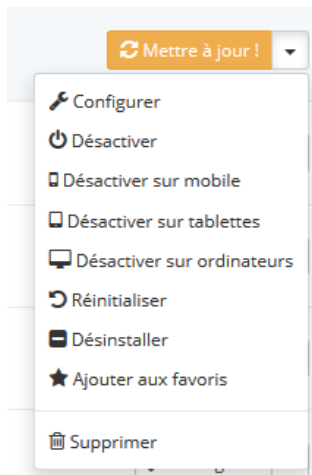 Mettre à jour !
Configurer
Désactiver
Désactiver sur mobile
Désactiver sur tablettes
Désactiver sur ordinateurs
Réinitialiser
Désinstaller
Ajouter aux favoris
Supprimer